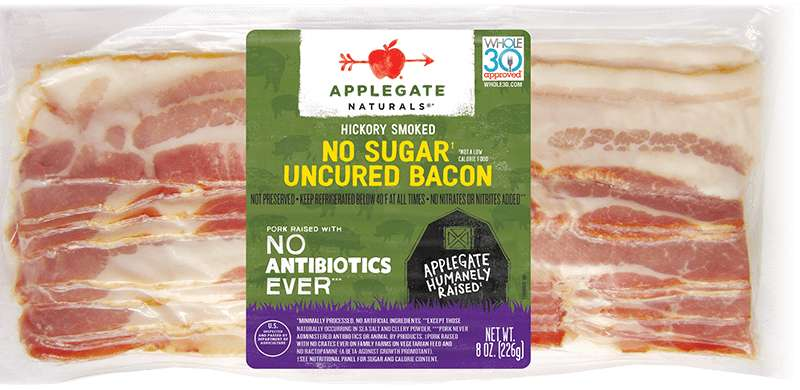 APPLEGATE
NATURALS®*
WHOLE
30
approved
WHOLE30.COM
HICKORY SMOKED
NO SUGAR† *NOT A LOW
CALORIE FOOD
UNCURED BACON
NOT PRESERVED • KEEP REFRIGERATED BELOW 40 F AT ALL TIMES • NO NITRATES OR NITRITES ADDED**
PORK RAISED WITH
NO
ANTIBIOTICS
EVER***
APPLEGATE
HUMANELY
RAISED‡
U.S.
INSPECTED
AND PASSED BY
DEPARTMENT OF
AGRICULTURE
*MINIMALLY PROCESSED, NO ARTIFICIAL INGREDIENTS. **EXCEPT THOSE
NATURALLY OCCURRING IN SEA SALT AND CELERY POWDER. ***PORK NEVER
ADMINISTERED ANTIBIOTICS OR ANIMAL BY PRODUCTS. ‡PORK RAISED
WITH NO CRATES EVER ON FAMILY FARMS ON VEGETARIAN FEED AND
NO RACTOPAMINE (A BETA-AGONIST GROWTH PROMOTANT).
†SEE NUTRITIONAL PANEL FOR SUGAR AND CALORIE CONTENT.
NET WT.
8 OZ. (226g)